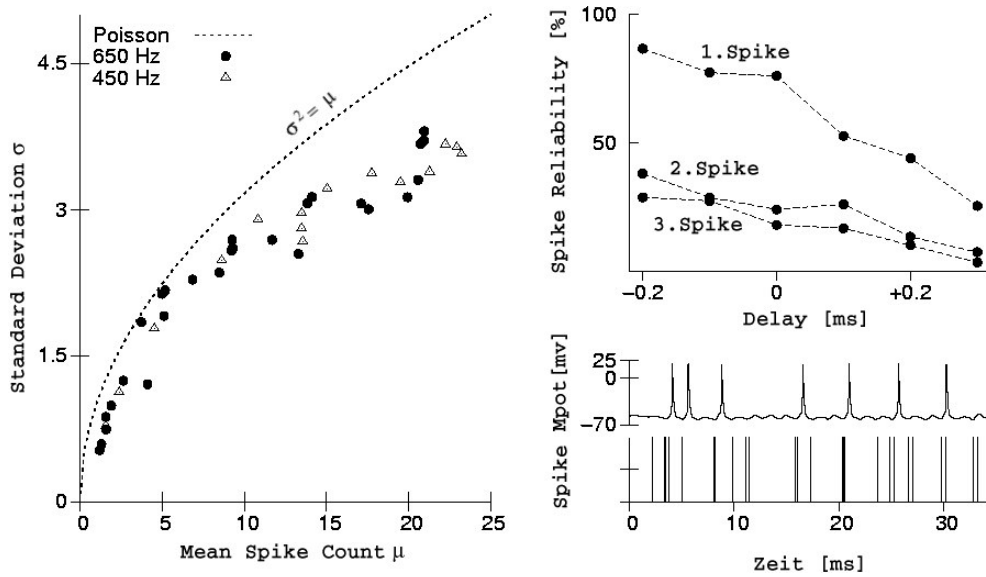 Poisson
650 Hz
450 Hz
σ² = μ
4.5
3
1.5
0
Standard Deviation σ
0 5 10 15 20 25
Mean Spike Count μ
100
50
Spike Reliability [%]
1.Spike
2.Spike
3.Spike
−0.2 0 +0.2
Delay [ms]
25
0
−70
Mpot[mv]
Spike
0 10 20 30
Zeit [ms]